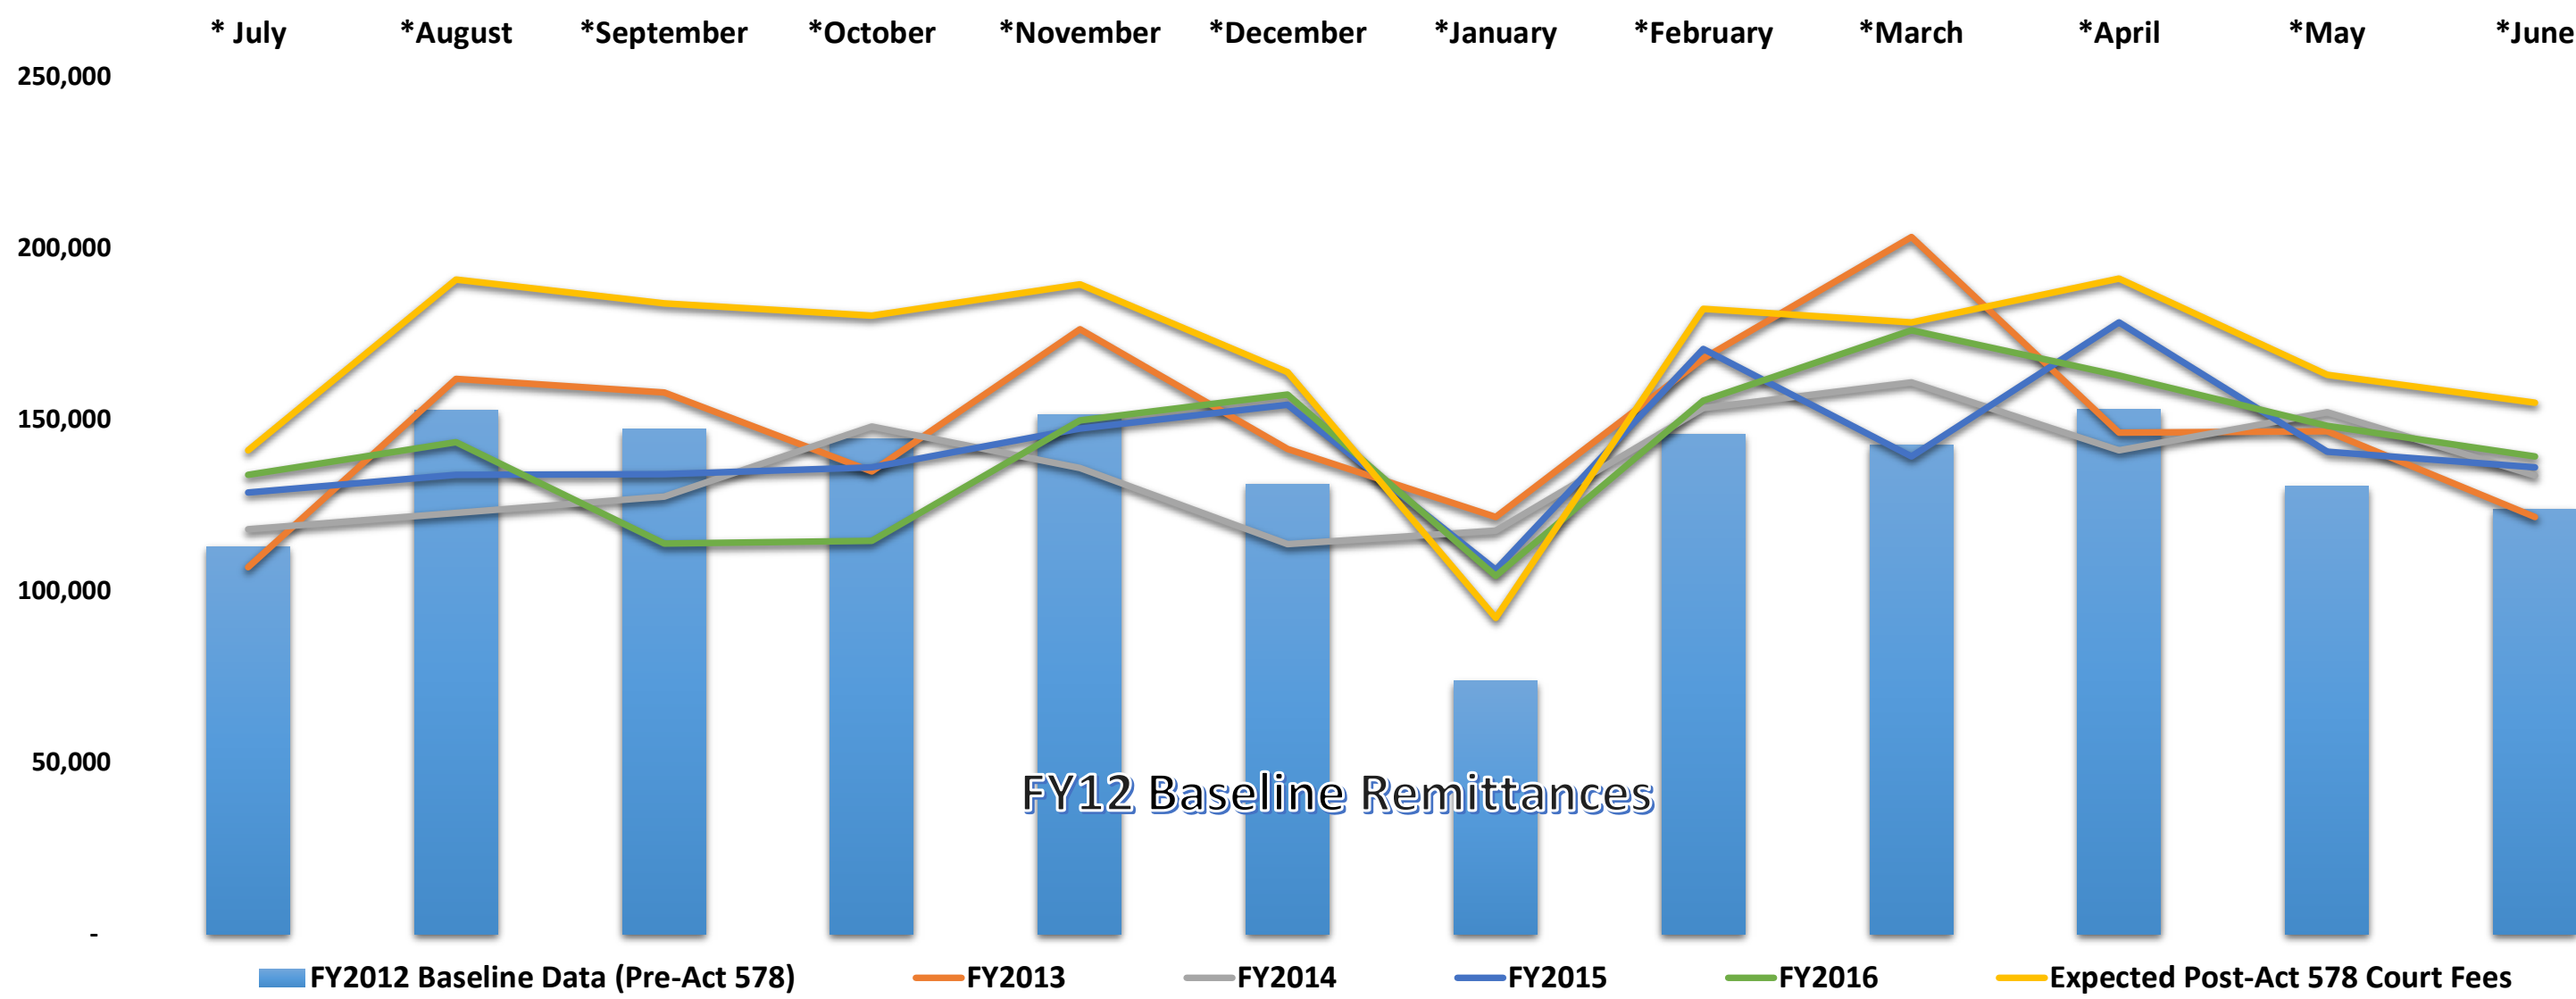 * July *August *September *October *November *December *January *February *March *April *May *June
250,000
200,000
150,000
100,000
50,000
FY12 Baseline Remittances
-
FY2012 Baseline Data (Pre-Act 578) FY2013 FY2014 FY2015 FY2016 Expected Post-Act 578 Court Fees